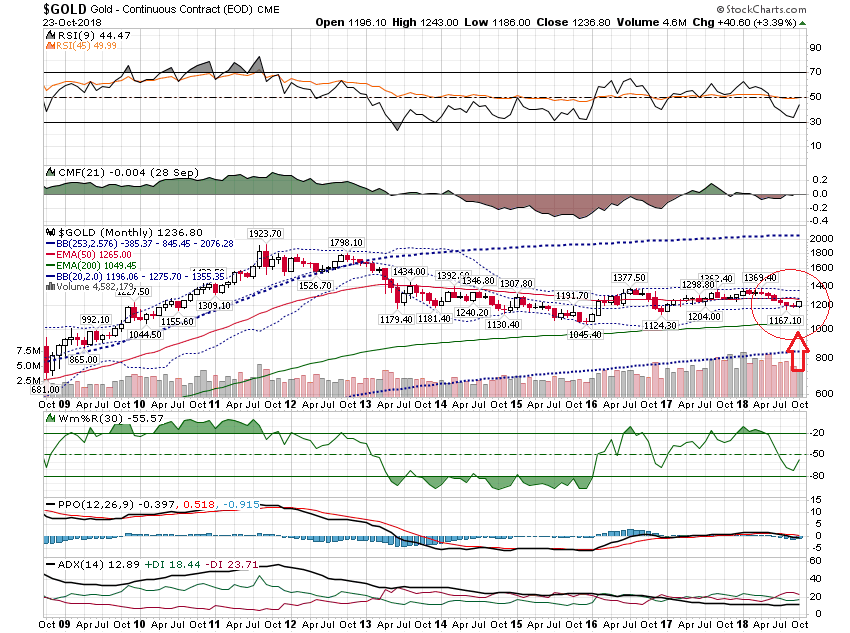 $GOLD Gold - Continuous Contract (EOD) CME © StockCharts.com
23-Oct-2018 Open 1196.10 High 1243.00 Low 1186.00 Close 1236.80 Volume 4.6M Chg +40.60 (+3.39%)
RSI(9) 44.47
RSI(45) 49.99
90
70
50
30
10
CMF(21) -0.004 (28 Sep)
0.2
0.0
-0.2
-0.4
$GOLD (Monthly) 1236.80
BB(253,2.576) -385.37 - 845.45 - 2076.28
EMA(50) 1265.00
EMA(200) 1049.45
BB(20,2.0) 1196.06 - 1275.70 - 1355.35
Volume 4,582,179
1923.70
1798.10
1526.70
1434.00
1346.80
1307.80
1377.50
1298.80
1369.40
1191.70
1309.10
1155.60
1044.50
992.10
865.00
681.00
1179.40
1181.40
1240.20
1130.40
1045.40
1124.30
1204.00
1167.10
2000
1800
1600
1400
1200
1000
800
600
7.5M
5.0M
2.5M
Oct 09 Apr Jul Oct 10 Apr Jul Oct 11 Apr Jul Oct 12 Apr Jul Oct 13 Apr Jul Oct 14 Apr Jul Oct 15 Apr Jul Oct 16 Apr Jul Oct 17 Apr Jul Oct 18 Apr Jul Oct
Wm%R(30) -55.57
-20
-50
-80
PPO(12,26,9) -0.397, 0.518, -0.915
15
10
5
0
-5
ADX(14) 12.89 +DI 18.44 -DI 23.71
60
40
20
0
Oct 09 Apr Jul Oct 10 Apr Jul Oct 11 Apr Jul Oct 12 Apr Jul Oct 13 Apr Jul Oct 14 Apr Jul Oct 15 Apr Jul Oct 16 Apr Jul Oct 17 Apr Jul Oct 18 Apr Jul Oct